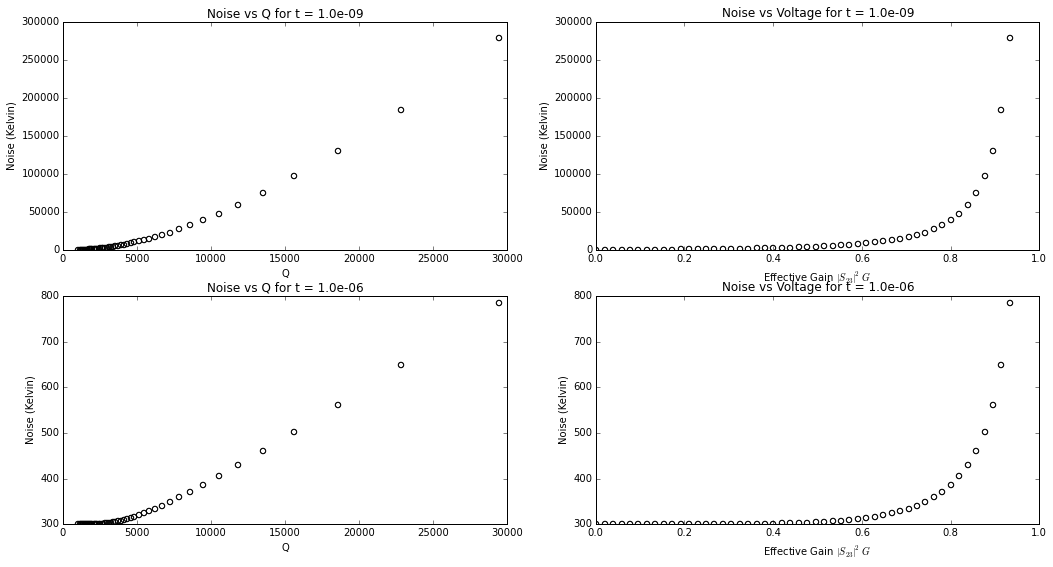 Noise vs Q for t = 1.0e-09
300000
250000
200000
150000
100000
50000
0
Noise (Kelvin)
0 5000 10000 15000 20000 25000 30000
Q
Noise vs Voltage for t = 1.0e-09
300000
250000
200000
150000
100000
50000
0
Noise (Kelvin)
0.0 0.2 0.4 0.6 0.8 1.0
Effective Gain |S₂₃|² G
Noise vs Q for t = 1.0e-06
800
700
600
500
400
300
Noise (Kelvin)
0 5000 10000 15000 20000 25000 30000
Q
Noise vs Voltage for t = 1.0e-06
800
700
600
500
400
300
Noise (Kelvin)
0.0 0.2 0.4 0.6 0.8 1.0
Effective Gain |S₂₃|² G